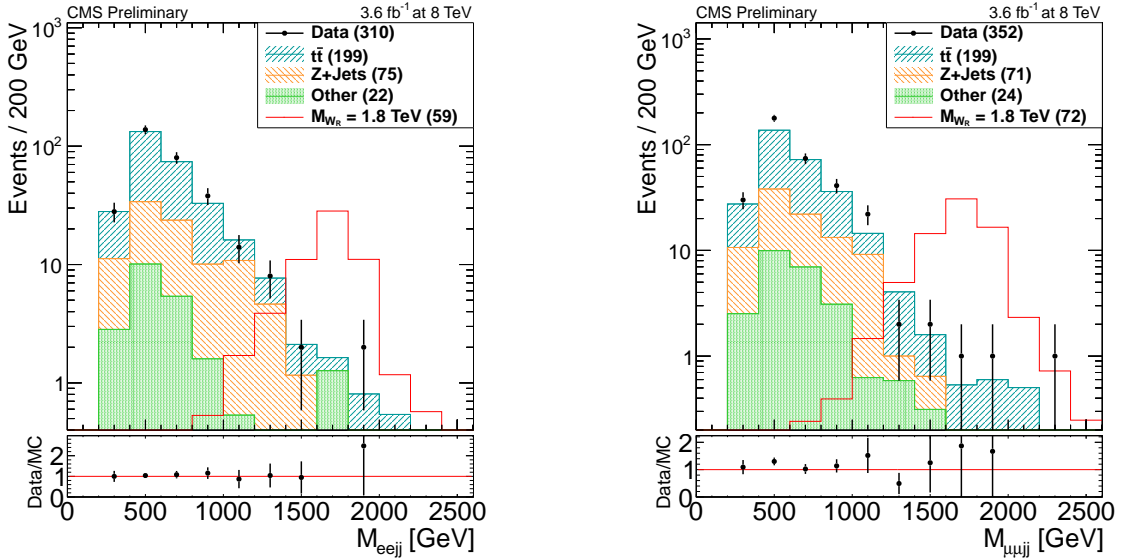 CMS Preliminary 3.6 fb⁻¹ at 8 TeV
Data (310)
tt̄ (199)
Z+Jets (75)
Other (22)
M_{W_R} = 1.8 TeV (59)
Events / 200 GeV
10³
10²
10
1
Data/MC
2
1
0
0 500 1000 1500 2000 2500
M_{eejj} [GeV]
CMS Preliminary 3.6 fb⁻¹ at 8 TeV
Data (352)
tt̄ (199)
Z+Jets (71)
Other (24)
M_{W_R} = 1.8 TeV (72)
Events / 200 GeV
10³
10²
10
1
Data/MC
2
1
0
0 500 1000 1500 2000 2500
M_{μμjj} [GeV]